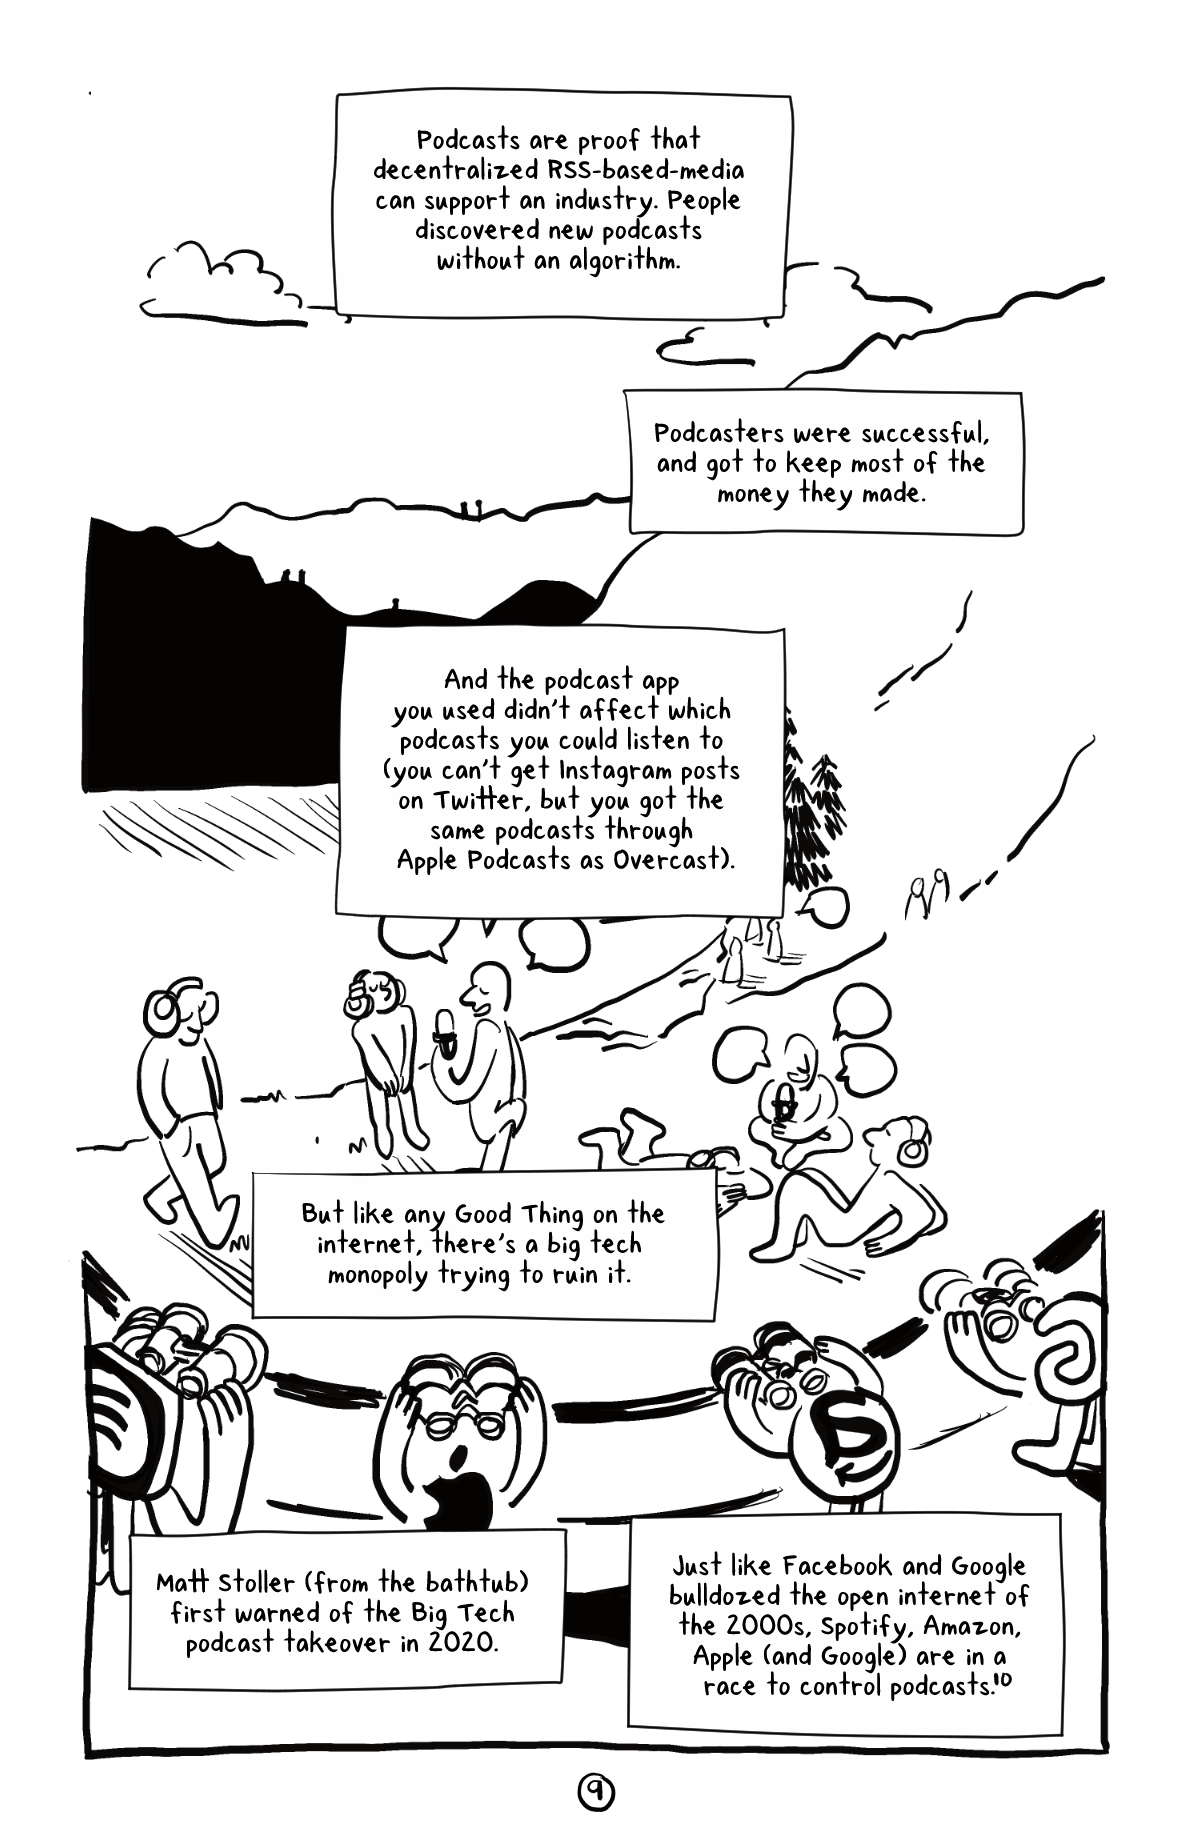 Podcasts are proof that
decentralized RSS-based-media
can support an industry. People
discovered new podcasts
without an algorithm.
Podcasters were successful,
and got to keep most of the
money they made.
And the podcast app
you used didn't affect which
podcasts you could listen to
(you can't get Instagram posts
on Twitter, but you got the
same podcasts through
Apple Podcasts as Overcast).
But like any Good Thing on the
internet, there's a big tech
monopoly trying to ruin it.
Matt Stoller (from the bathtub)
first warned of the Big Tech
podcast takeover in 2020.
Just like Facebook and Google
bulldozed the open internet of
the 2000s, Spotify, Amazon,
Apple (and Google) are in a
race to control podcasts.¹⁰
9